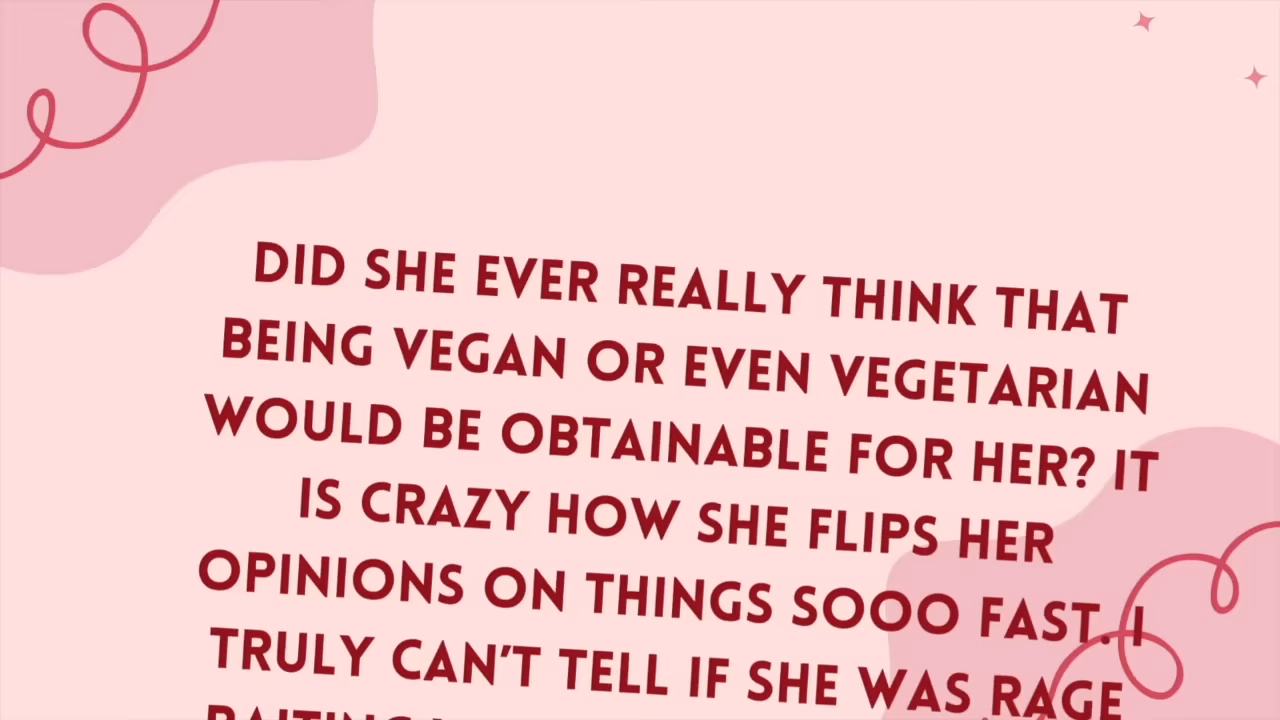 DID SHE EVER REALLY THINK THAT
BEING VEGAN OR EVEN VEGETARIAN
WOULD BE OBTAINABLE FOR HER? IT
IS CRAZY HOW SHE FLIPS HER
OPINIONS ON THINGS SOOO FAST. I
TRULY CAN'T TELL IF SHE WAS RAGE